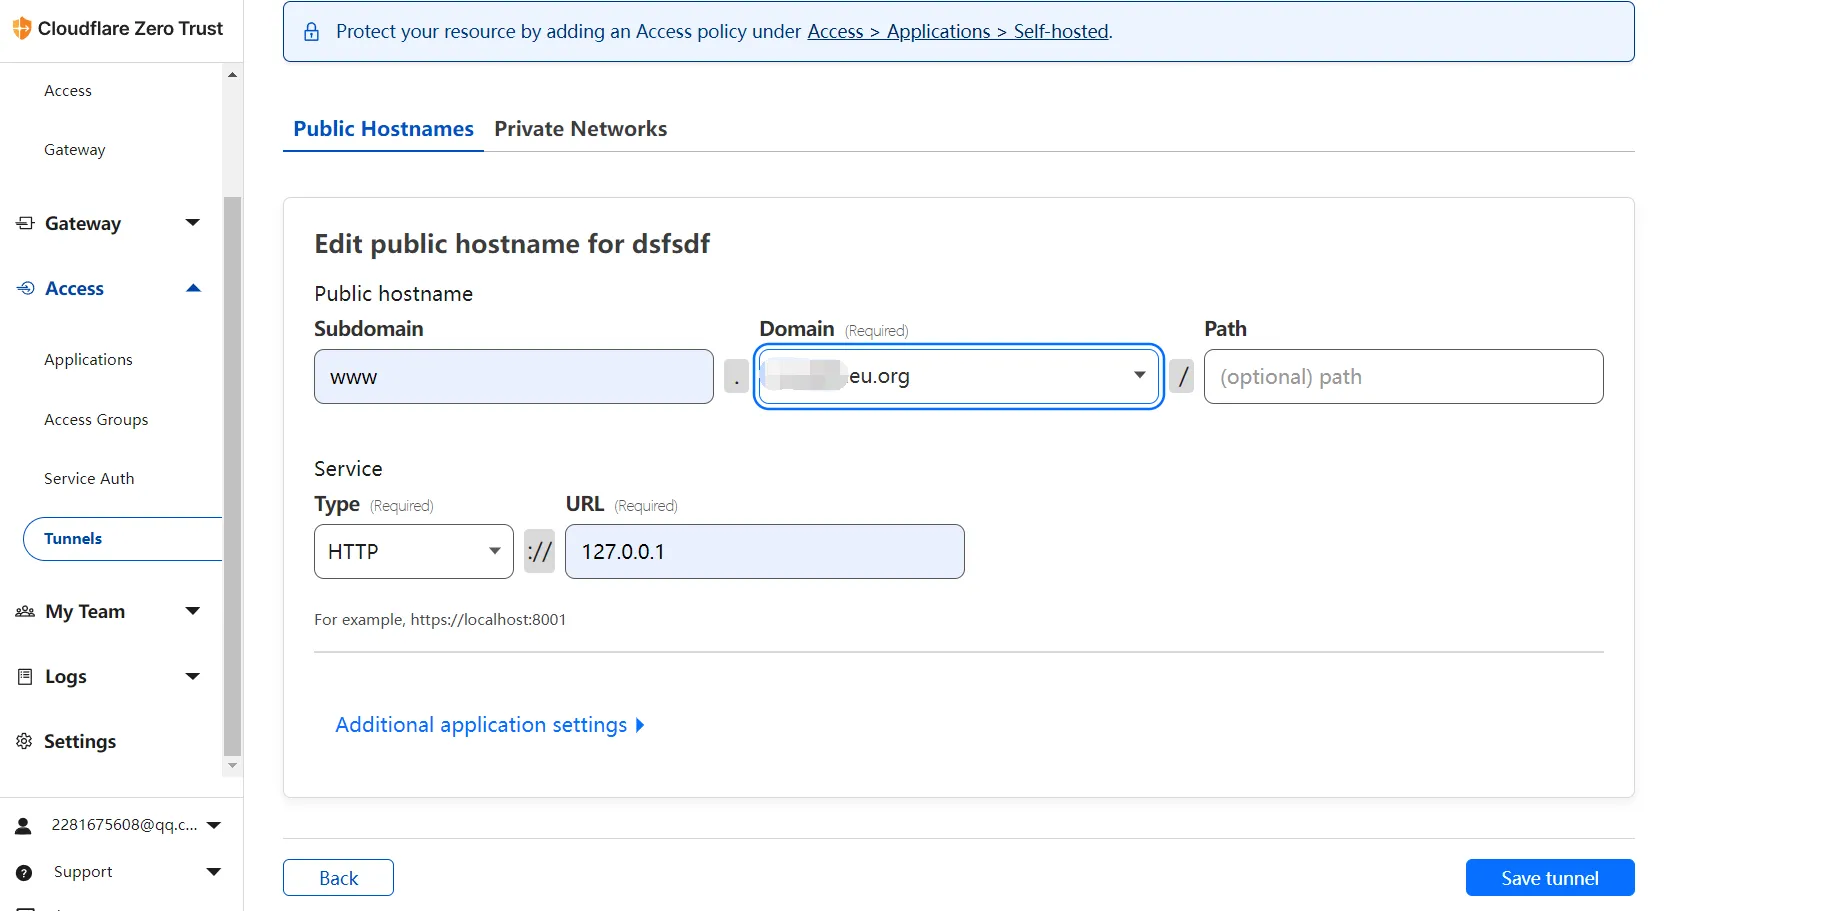 Cloudflare Zero Trust
Access
Gateway
Gateway
Access
Applications
Access Groups
Service Auth
Tunnels
My Team
Logs
Settings
2281675608@qq.c...
Support
Protect your resource by adding an Access policy under Access > Applications > Self-hosted.
Public Hostnames Private Networks
Edit public hostname for dsfsdf
Public hostname
Subdomain Domain (Required) Path
www . eu.org / (optional) path
Service
Type (Required) URL (Required)
HTTP :// 127.0.0.1
For example, https://localhost:8001
Additional application settings
Back Save tunnel